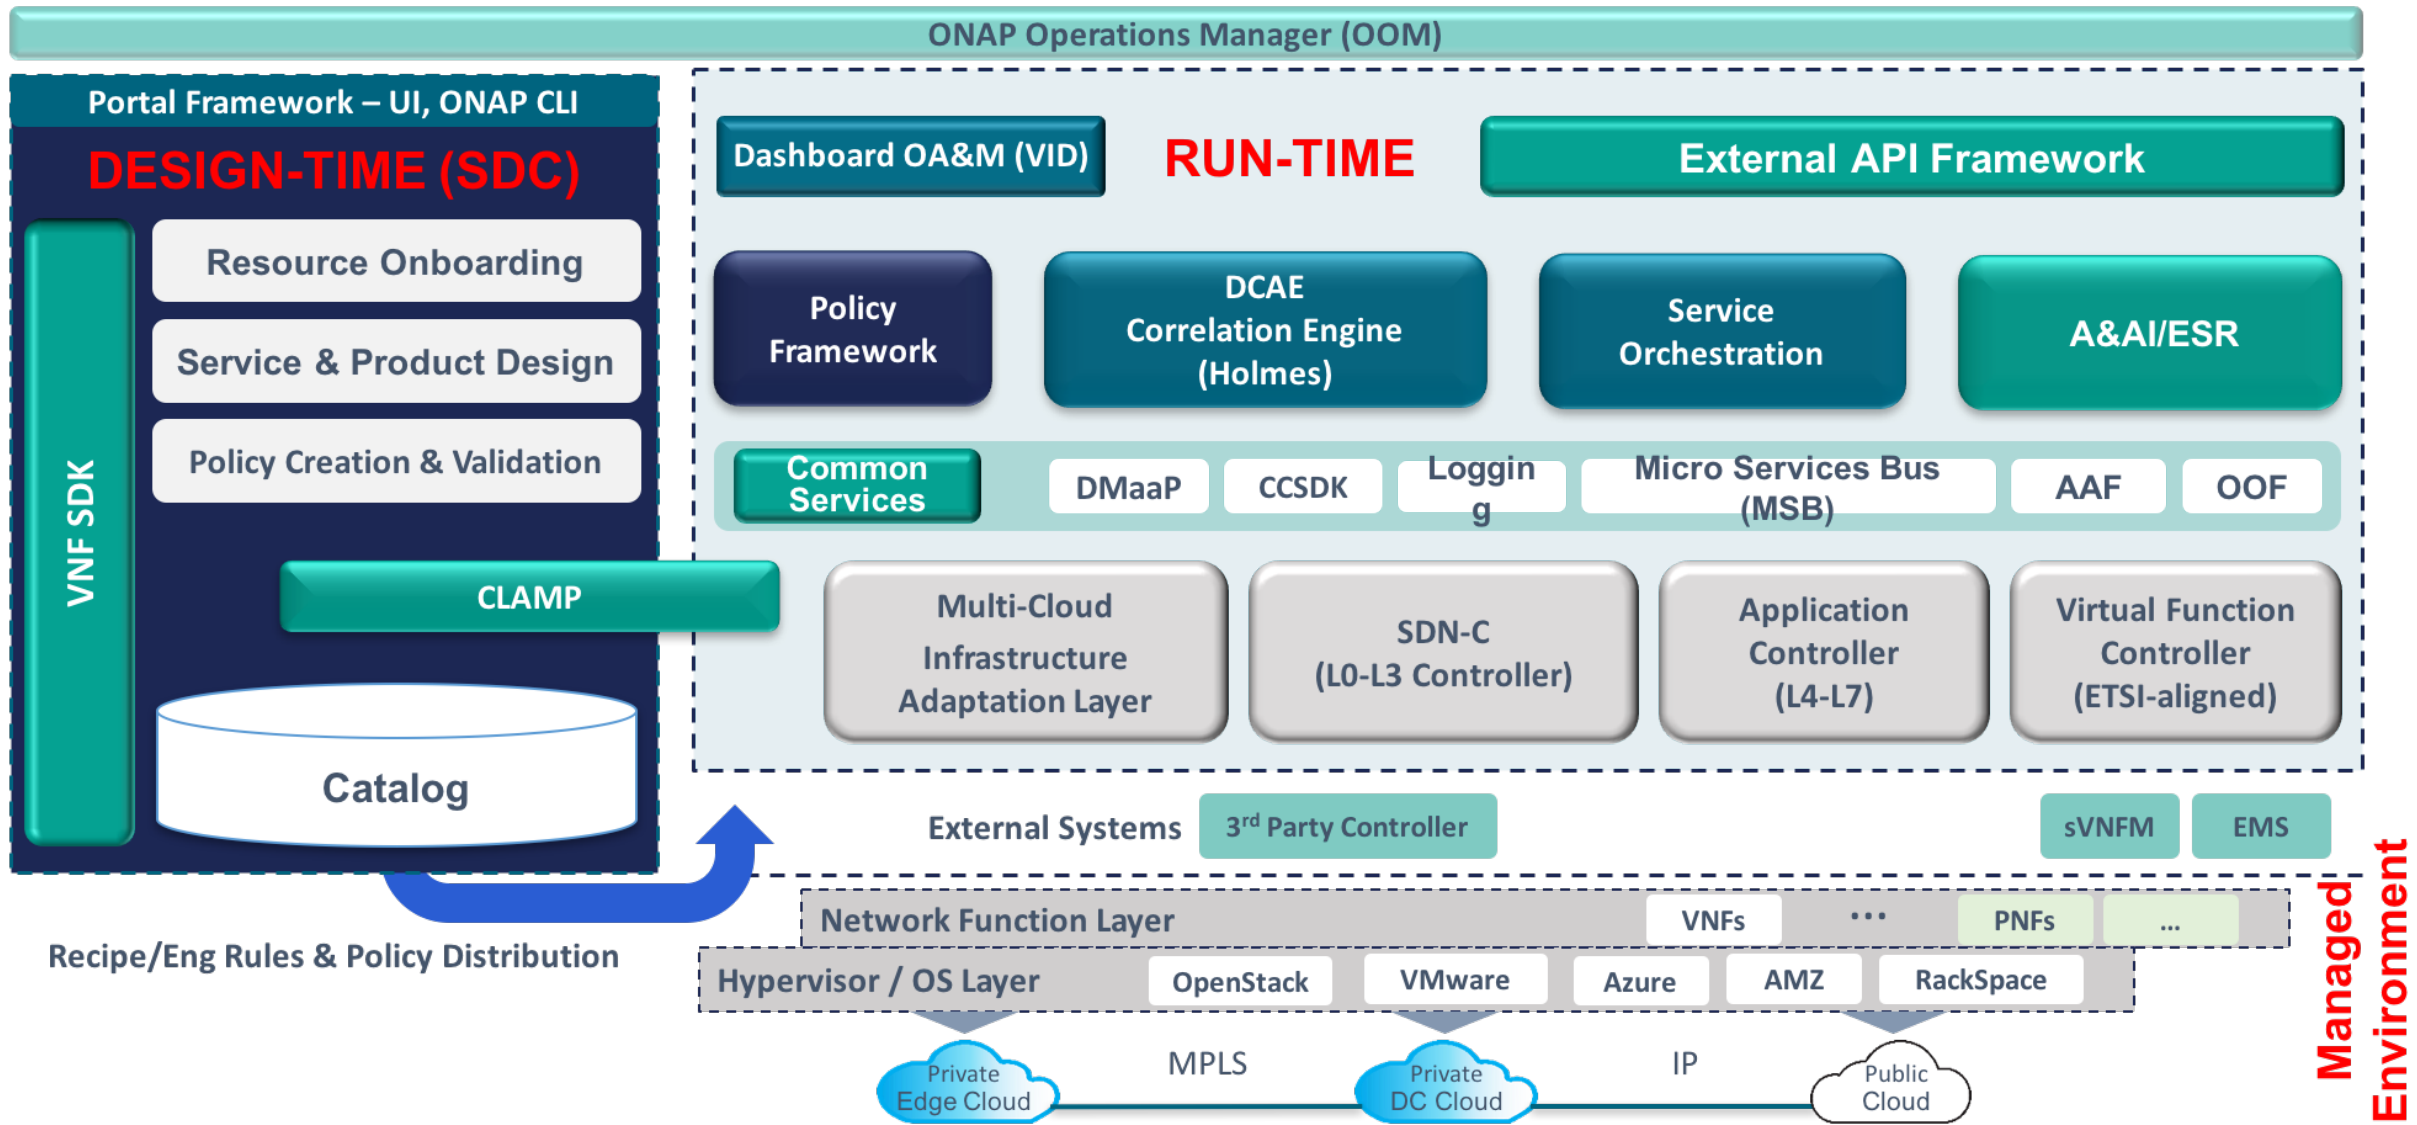 ONAP Operations Manager (OOM)
Portal Framework – UI, ONAP CLI
DESIGN-TIME (SDC)
VNF SDK
Resource Onboarding
Service & Product Design
Policy Creation & Validation
CLAMP
Catalog
Recipe/Eng Rules & Policy Distribution
Dashboard OA&M (VID)
RUN-TIME
External API Framework
Policy
Framework
DCAE
Correlation Engine
(Holmes)
Service
Orchestration
A&AI/ESR
Common
Services
DMaaP
CCSDK
Loggin
g
Micro Services Bus
(MSB)
AAF
OOF
Multi-Cloud
Infrastructure
Adaptation Layer
SDN-C
(L0-L3 Controller)
Application
Controller
(L4-L7)
Virtual Function
Controller
(ETSI-aligned)
External Systems
3rd Party Controller
sVNFM
EMS
Network Function Layer
VNFs
...
PNFs
...
Hypervisor / OS Layer
OpenStack
VMware
Azure
AMZ
RackSpace
Private
Edge Cloud
MPLS
Private
DC Cloud
IP
Public
Cloud
Managed
Environment